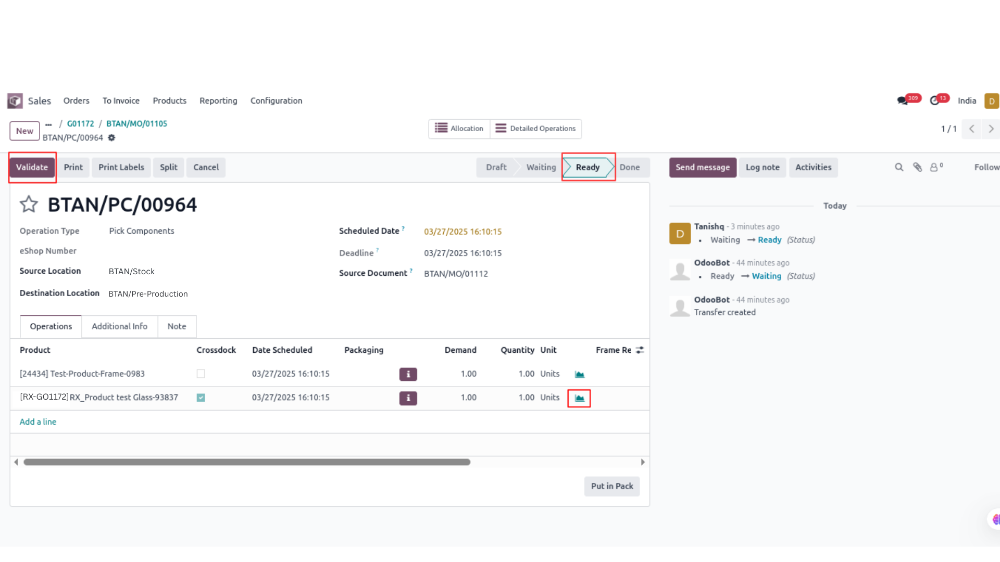 Sales Orders To Invoice Products Reporting Configuration 309 13 India D
New ... / G01172 / BTAN/MO/01105
BTAN/PC/00964
Allocation Detailed Operations 1 / 1
Validate Print Print Labels Split Cancel Draft Waiting Ready Done
Send message Log note Activities 0 Follow
BTAN/PC/00964
Operation Type Pick Components
eShop Number
Source Location BTAN/Stock
Destination Location BTAN/Pre-Production
Scheduled Date ? 03/27/2025 16:10:15
Deadline ? 03/27/2025 16:10:15
Source Document ? BTAN/MO/01112
Operations Additional Info Note
Product Crossdock Date Scheduled Packaging Demand Quantity Unit Frame Re
[24434] Test-Product-Frame-0983 03/27/2025 16:10:15 i 1.00 1.00 Units
[RX-GO1172]RX_Product test Glass-93837 03/27/2025 16:10:15 i 1.00 1.00 Units
Add a line
Put in Pack
Today
D
Tanishq - 3 minutes ago
• Waiting → Ready (Status)
OdooBot - 44 minutes ago
• Ready → Waiting (Status)
OdooBot - 44 minutes ago
Transfer created